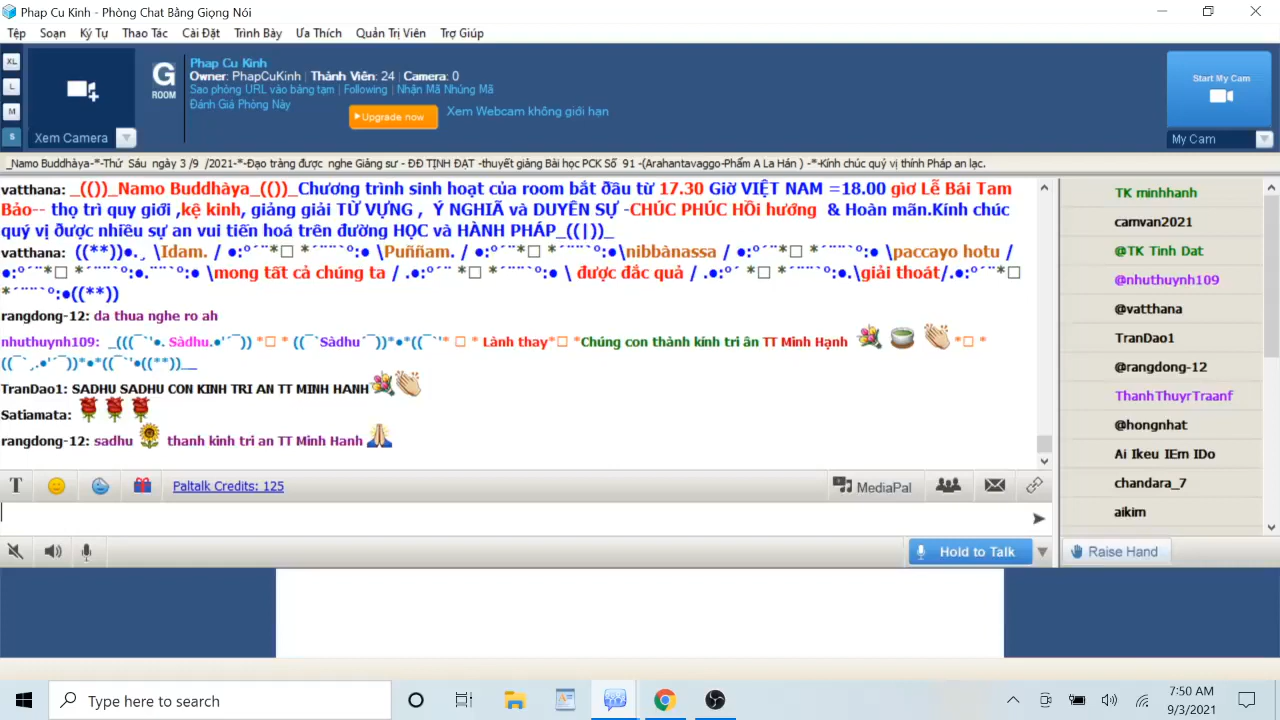 Phap Cu Kinh - Phòng Chat Bằng Giọng Nói
Tệp Soạn Ký Tự Thao Tác Cài Đặt Trình Bày Ưa Thích Quản Trị Viên Trợ Giúp
XL
L
M
S
Xem Camera
G
ROOM
Phap Cu Kinh
Owner: PhapCuKinh | Thành Viên: 24 | Camera: 0
Sao phòng URL vào bảng tạm | Following | Nhận Mã Nhúng Mã
Đánh Giá Phòng Này
Upgrade now
Xem Webcam không giới hạn
Start My Cam
My Cam
_Namo Buddhàya-*-Thứ Sáu ngày 3 /9 /2021-*-Đạo tràng được nghe Giảng sư - ĐĐ TỊNH ĐẠT -thuyết giảng Bài học PCK Số 91 -(Arahantavaggo-Phẩm A La Hán ) -*-Kính chúc quý vị thính Pháp an lạc.
vatthana: _(())_Namo Buddhàya_(())_Chương trình sinh hoạt của room bắt đầu từ 17.30 Giờ VIỆT NAM =18.00 giờ Lễ Bái Tam
Bảo-- thọ trì quy giới ,kệ kinh, giảng giải TỪ VỰNG , Ý NGHĨÃ và DUYÊN SỰ -CHÚC PHÚC HỒi hướng & Hoàn mãn.Kính chúc
quý vị được nhiều sự an vui tiến hoá trên đường HỌC và HÀNH PHÁP_((|))_
vatthana: ((**))●.¸ \Idam. / ●:º´¨¨*□ *´¨¨`º:● \Puññam. / ●:º´¨¨*□ *´¨¨`º:●\nibbànassa / ●:º´¨¨*□ *´¨¨`º:● \paccayo hotu /
●:º´¨¨*□ *´¨¨`º:●.¨¨`º:● \mong tất cả chúng ta / .●:º´¨¨ *□ *´¨¨`º:● \ được đắc quả / .●:º´ *□ *´¨¨`º:●.\giải thoát/.●:º´¨¨*□
*´¨¨`º:●((**))
rangdong-12: da thua nghe ro ah
nhuthuynh109: _(((¯`'●. Sàdhu.●'´¯)) *□ * ((¯`Sàdhu´¯))*●*((¯`'* □ * Lành thay*□ *Chúng con thành kính tri ân TT Minh Hạnh *□ *
((¯`¸.●'´¯))*●*((¯`'●((**))__
TranDao1: SADHU SADHU CON KINH TRI AN TT MINH HANH
Satiamata:
rangdong-12: sadhu thanh kinh tri an TT Minh Hanh
TK minhhanh
camvan2021
@TK Tinh Dat
@nhuthuynh109
@vatthana
TranDao1
@rangdong-12
ThanhThuyrTraanf
@hongnhat
Ai Ikeu IEm IDo
chandara_7
aikim
T Paltalk Credits: 125 MediaPal
Hold to Talk
Raise Hand
Type here to search
7:50 AM
9/3/2021